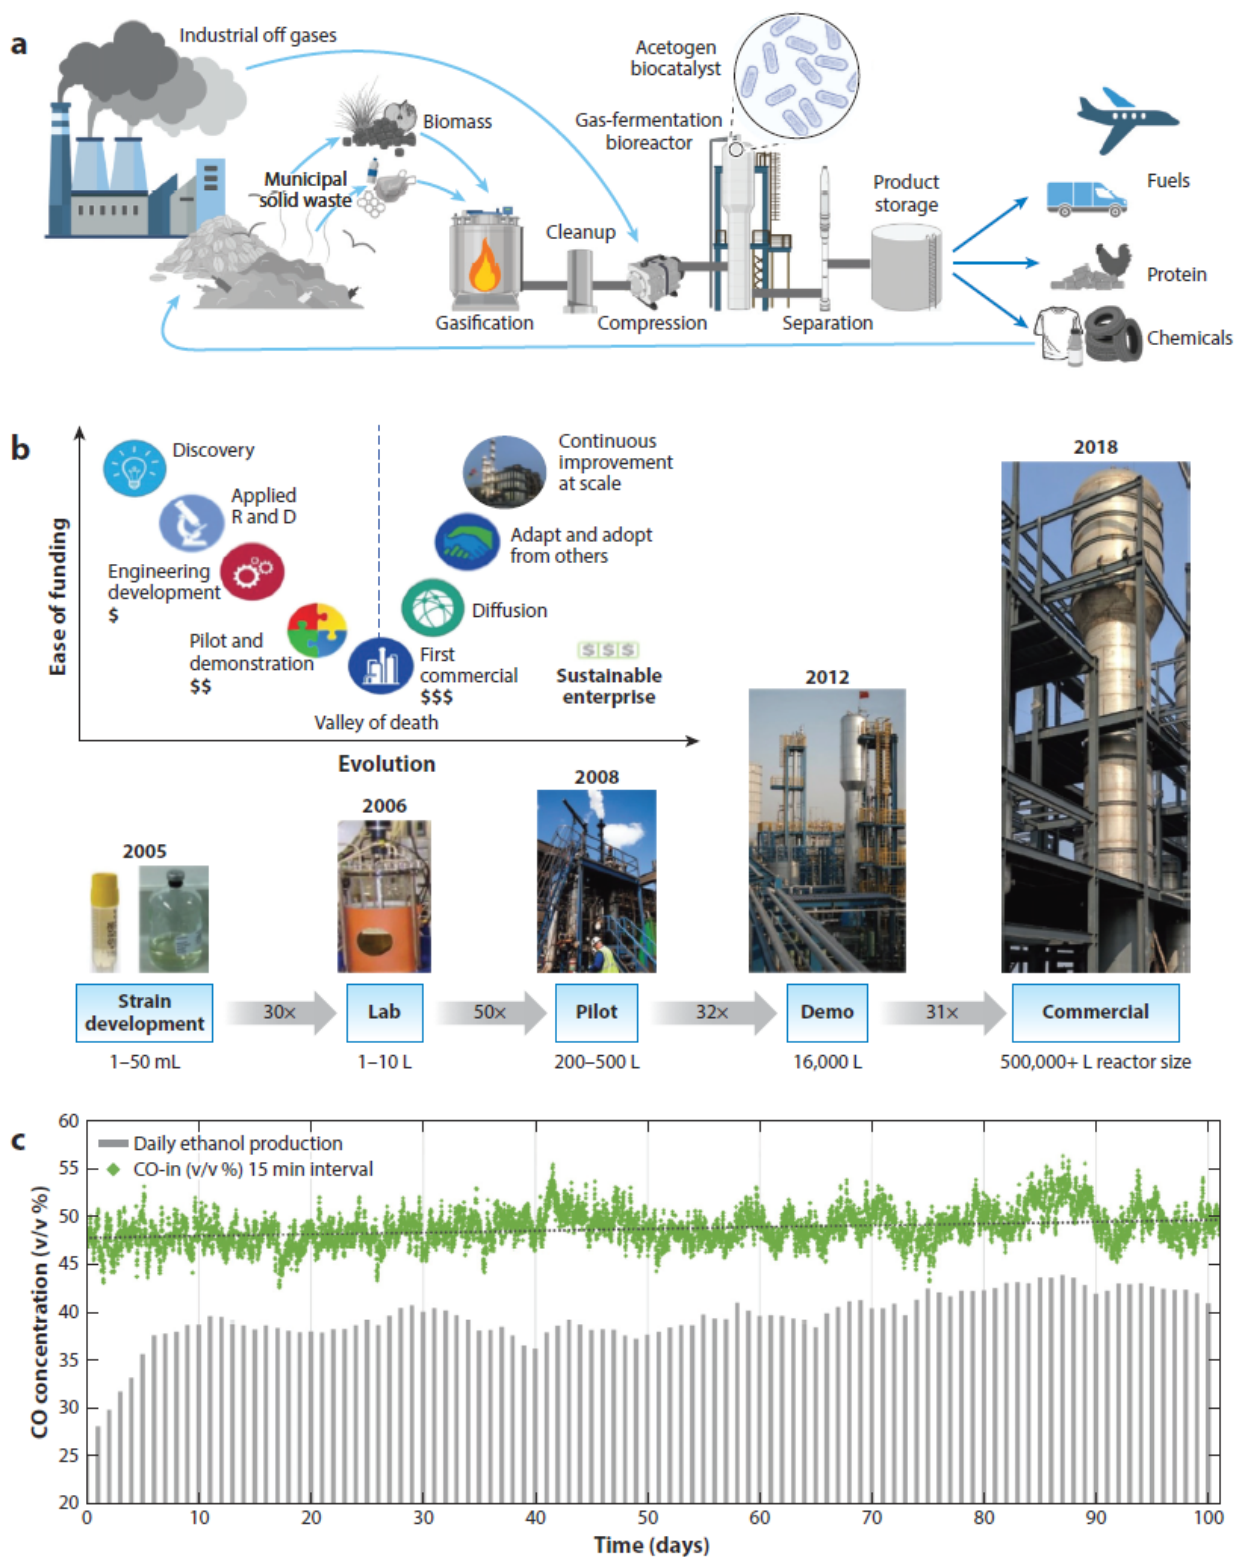 a
Industrial off gases
Biomass
Municipal
solid waste
Acetogen
biocatalyst
Gas-fermentation
bioreactor
Cleanup
Product
storage
Fuels
Protein
Chemicals
Gasification
Compression
Separation
b
Ease of funding
Discovery
Applied
R and D
Engineering
development
$
Pilot and
demonstration
$$
Valley of death
First
commercial
$$$
Diffusion
Adapt and adopt
from others
Continuous
improvement
at scale
$ $ $
Sustainable
enterprise
Evolution
2005
2006
2008
2012
2018
Strain
development
30×
Lab
50×
Pilot
32×
Demo
31×
Commercial
1–50 mL
1–10 L
200–500 L
16,000 L
500,000+ L reactor size
c
Daily ethanol production
CO-in (v/v %) 15 min interval
CO concentration (v/v %)
60
55
50
45
40
35
30
25
20
0 10 20 30 40 50 60 70 80 90 100
Time (days)